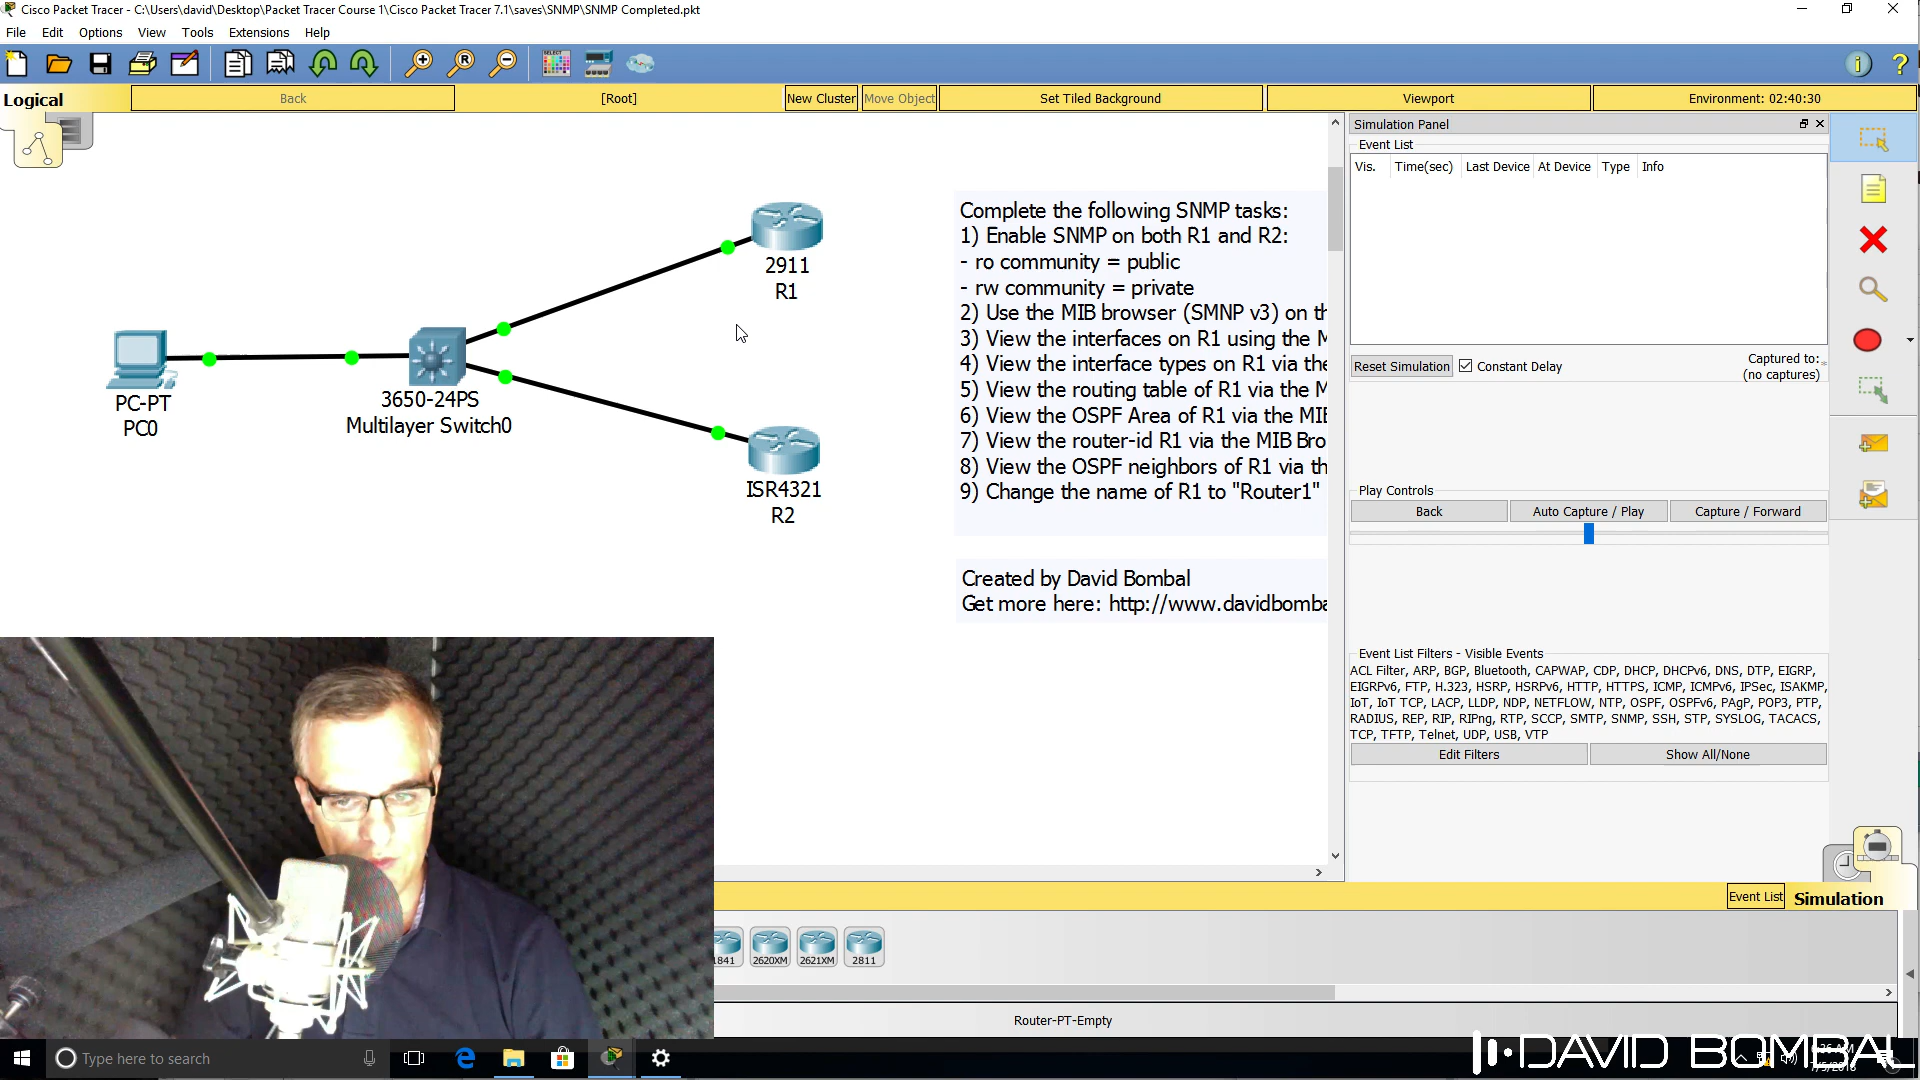 Cisco Packet Tracer - C:\Users\david\Desktop\Packet Tracer Course 1\Cisco Packet Tracer 7.1\saves\SNMP\SNMP Completed.pkt
File Edit Options View Tools Extensions Help
Logical Back [Root] New Cluster Move Object Set Tiled Background Viewport Environment: 02:40:30
2911
R1
PC-PT
PC0
3650-24PS
Multilayer Switch0
ISR4321
R2
Complete the following SNMP tasks:
1) Enable SNMP on both R1 and R2:
- ro community = public
- rw community = private
2) Use the MIB browser (SMNP v3) on th
3) View the interfaces on R1 using the M
4) View the interface types on R1 via the
5) View the routing table of R1 via the M
6) View the OSPF Area of R1 via the MIB
7) View the router-id R1 via the MIB Bro
8) View the OSPF neighbors of R1 via th
9) Change the name of R1 to "Router1"
Created by David Bombal
Get more here: http://www.davidbomba
Simulation Panel
Event List
Vis. Time(sec) Last Device At Device Type Info
Reset Simulation Constant Delay Captured to:
(no captures)
Play Controls
Back Auto Capture / Play Capture / Forward
Event List Filters - Visible Events
ACL Filter, ARP, BGP, Bluetooth, CAPWAP, CDP, DHCP, DHCPv6, DNS, DTP, EIGRP,
EIGRPv6, FTP, H.323, HSRP, HSRPv6, HTTP, HTTPS, ICMP, ICMPv6, IPSec, ISAKMP,
IoT, IoT TCP, LACP, LLDP, NDP, NETFLOW, NTP, OSPF, OSPFv6, PAgP, POP3, PTP,
RADIUS, REP, RIP, RIPng, RTP, SCCP, SMTP, SNMP, SSH, STP, SYSLOG, TACACS,
TCP, TFTP, Telnet, UDP, USB, VTP
Edit Filters Show All/None
Event List Simulation
1841 2620XM 2621XM 2811
Router-PT-Empty
Type here to search
DAVID BOMBAL